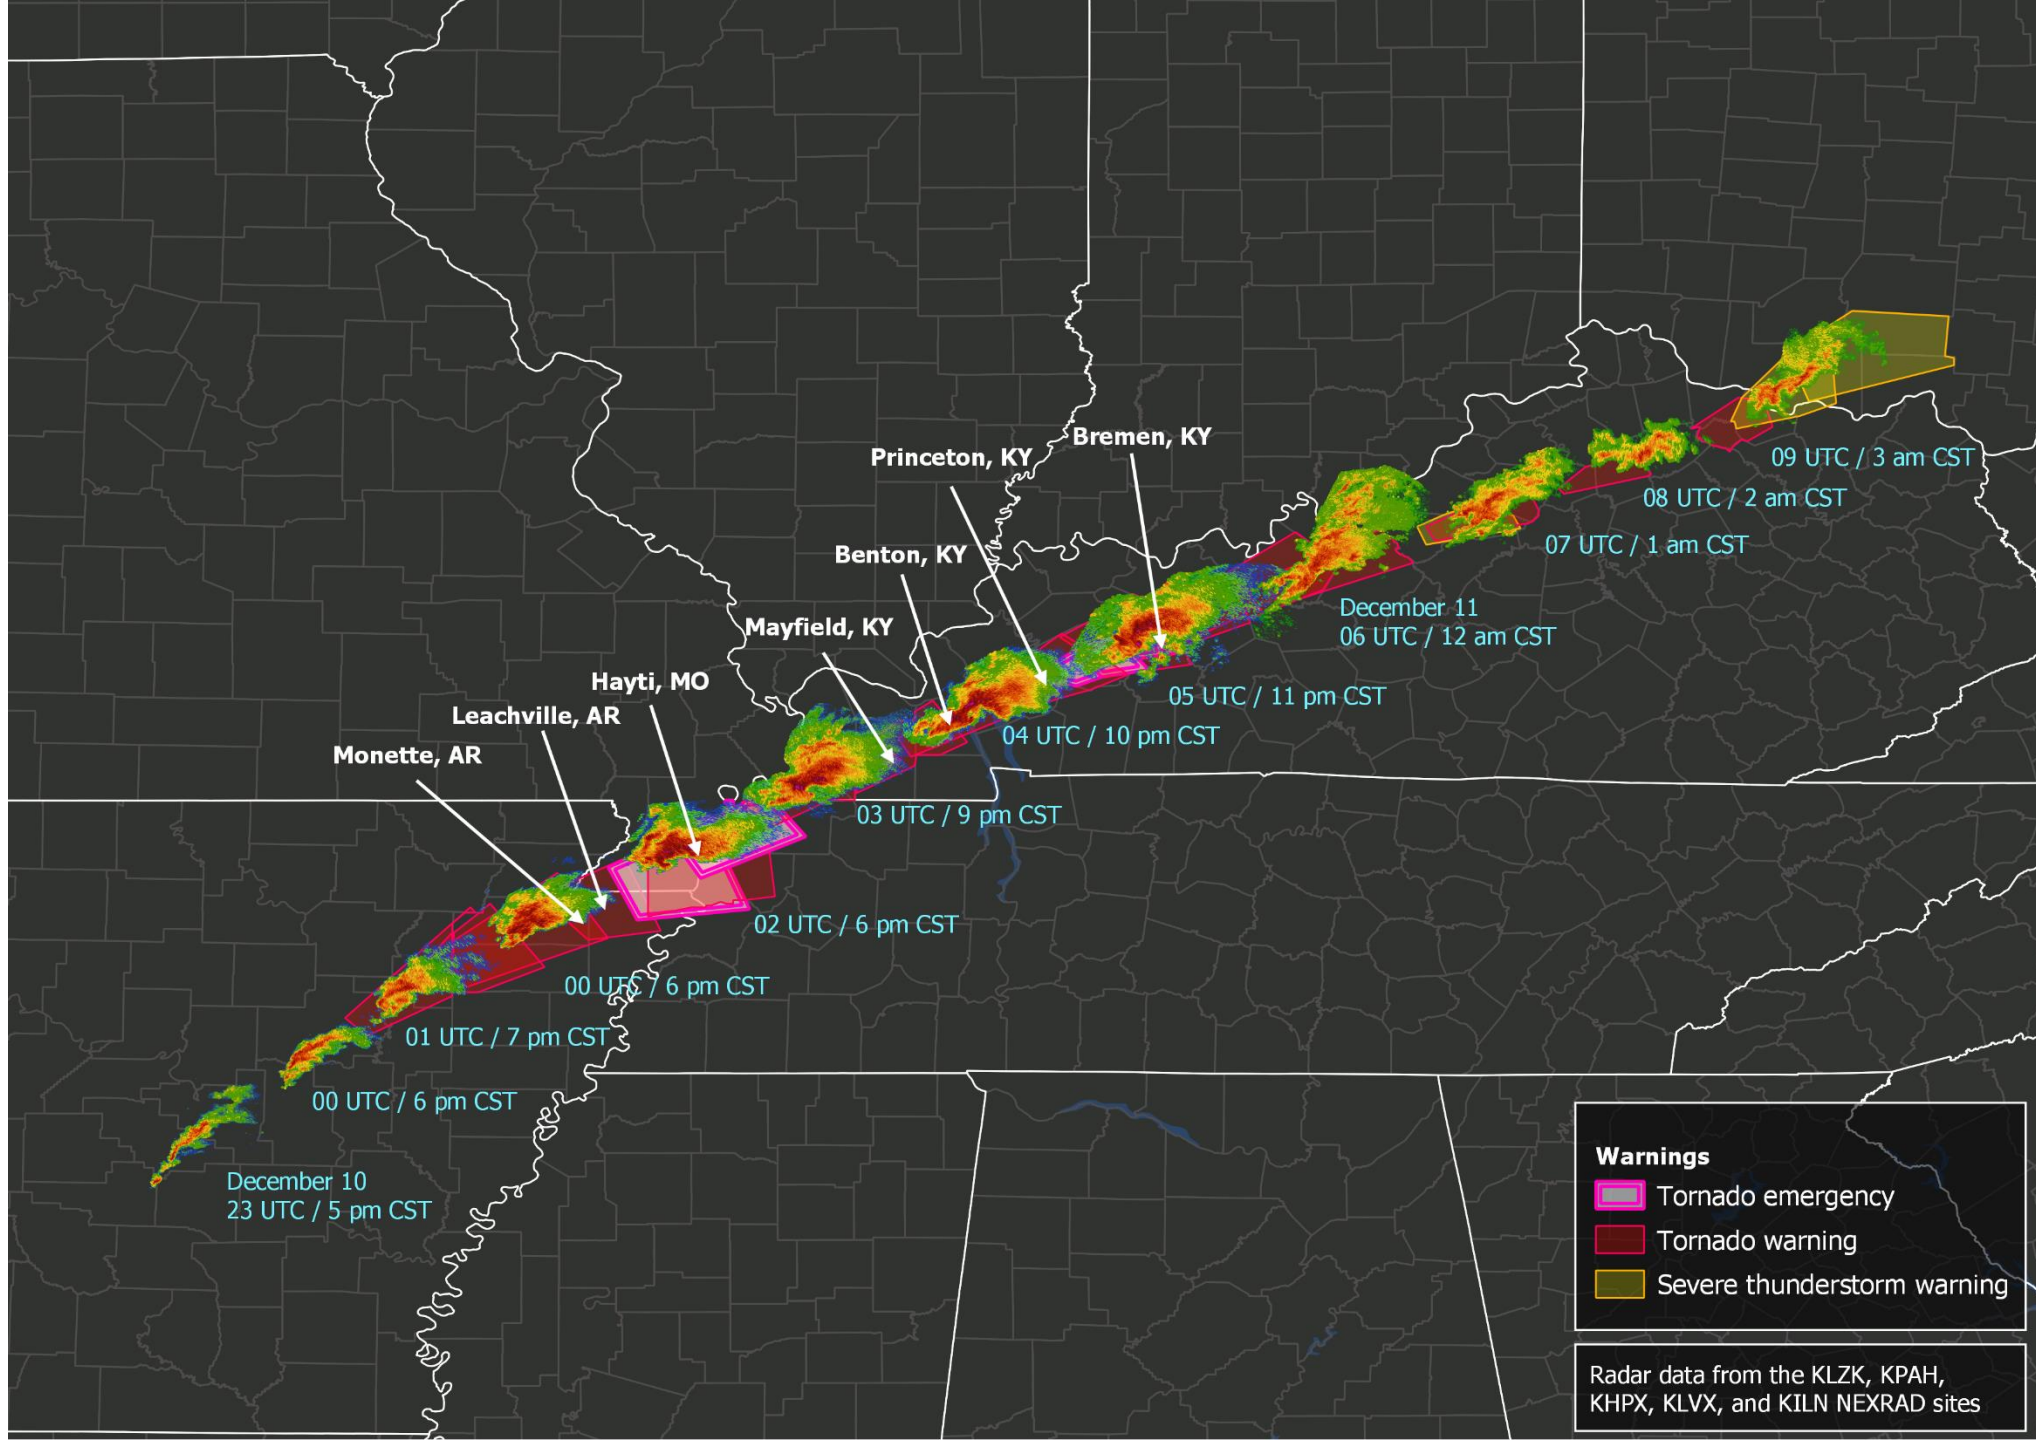 Bremen, KY
Princeton, KY
09 UTC / 3 am CST
08 UTC / 2 am CST
07 UTC / 1 am CST
Benton, KY
December 11
06 UTC / 12 am CST
Mayfield, KY
Hayti, MO
05 UTC / 11 pm CST
Leachville, AR
04 UTC / 10 pm CST
Monette, AR
03 UTC / 9 pm CST
02 UTC / 6 pm CST
00 UTC / 6 pm CST
01 UTC / 7 pm CST
00 UTC / 6 pm CST
December 10
23 UTC / 5 pm CST
Warnings
Tornado emergency
Tornado warning
Severe thunderstorm warning
Radar data from the KLZK, KPAH,
KHPX, KLVX, and KILN NEXRAD sites